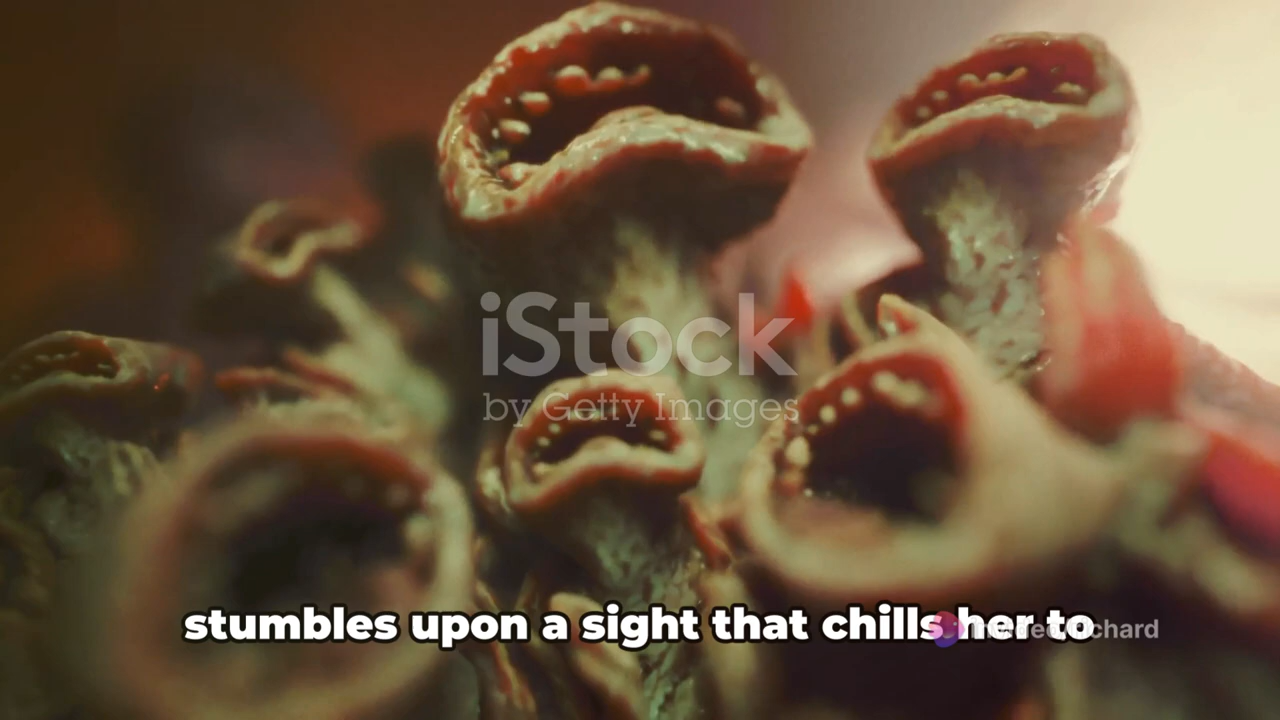 iStock
by Getty Images
stumbles upon a sight that chills her to